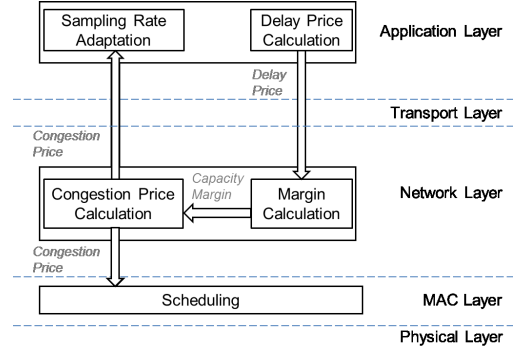 Sampling Rate
Adaptation
Delay Price
Calculation
Application Layer
Delay
Price
Transport Layer
Congestion
Price
Congestion Price
Calculation
Capacity
Margin
Margin
Calculation
Network Layer
Congestion
Price
Scheduling
MAC Layer
Physical Layer